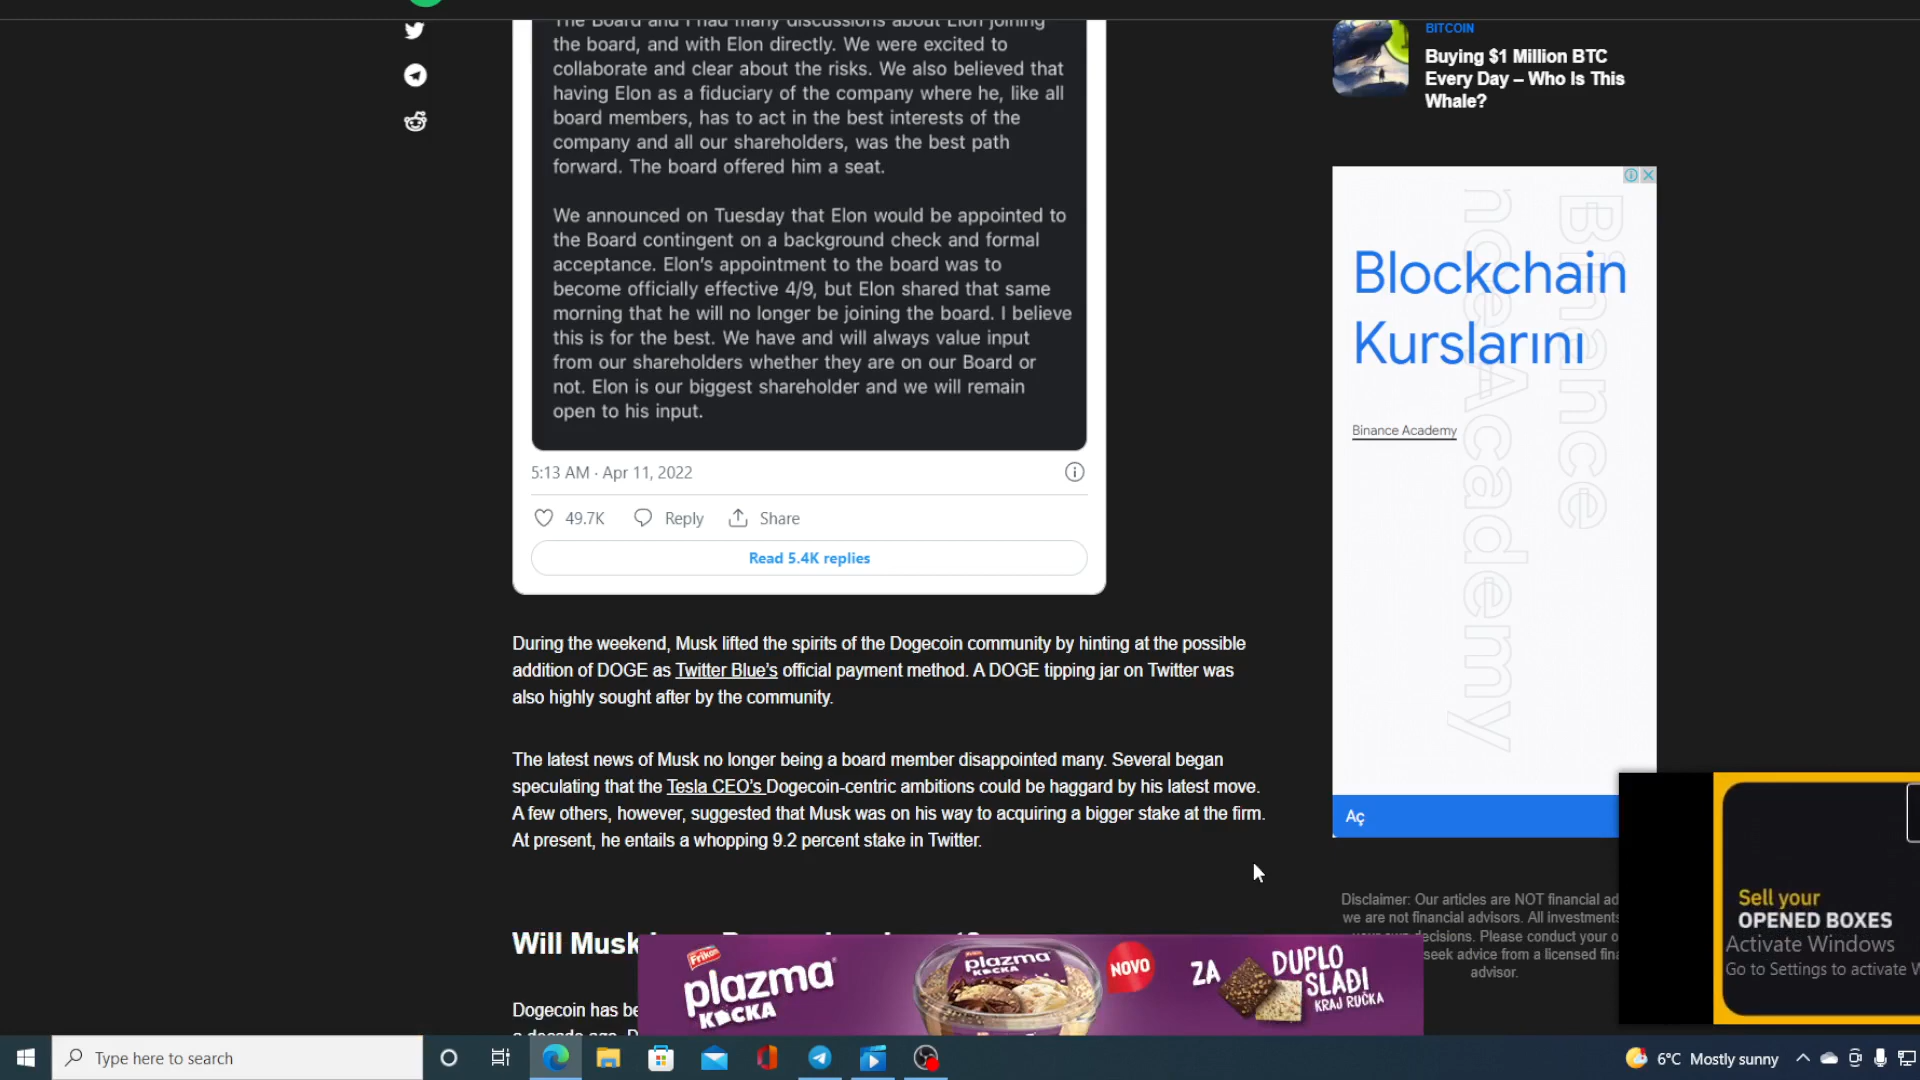 The Board and I had many discussions about Elon joining
the board, and with Elon directly. We were excited to
collaborate and clear about the risks. We also believed that
having Elon as a fiduciary of the company where he, like all
board members, has to act in the best interests of the
company and all our shareholders, was the best path
forward. The board offered him a seat.
We announced on Tuesday that Elon would be appointed to
the Board contingent on a background check and formal
acceptance. Elon's appointment to the board was to
become officially effective 4/9, but Elon shared that same
morning that he will no longer be joining the board. I believe
this is for the best. We have and will always value input
from our shareholders whether they are on our Board or
not. Elon is our biggest shareholder and we will remain
open to his input.
5:13 AM · Apr 11, 2022
49.7K Reply Share
Read 5.4K replies
During the weekend, Musk lifted the spirits of the Dogecoin community by hinting at the possible
addition of DOGE as Twitter Blue's official payment method. A DOGE tipping jar on Twitter was
also highly sought after by the community.
The latest news of Musk no longer being a board member disappointed many. Several began
speculating that the Tesla CEO's Dogecoin-centric ambitions could be haggard by his latest move.
A few others, however, suggested that Musk was on his way to acquiring a bigger stake at the firm.
At present, he entails a whopping 9.2 percent stake in Twitter.
Will Musk
Dogecoin has be
BITCOIN
Buying $1 Million BTC
Every Day – Who Is This
Whale?
Blockchain
Kurslarını
Binance Academy
Binance
Academy
Aç
Disclaimer: Our articles are NOT financial ad
we are not financial advisors. All investments
decisions. Please conduct your o
seek advice from a licensed fina
advisor.
Sell your
OPENED BOXES
Activate Windows
Go to Settings to activate W
Frikom
plazma
KOCKA
plazma
KOCKA
NOVO
ZA
DUPLO
SLAĐI
KRAJ RUČKA
Type here to search
6°C Mostly sunny